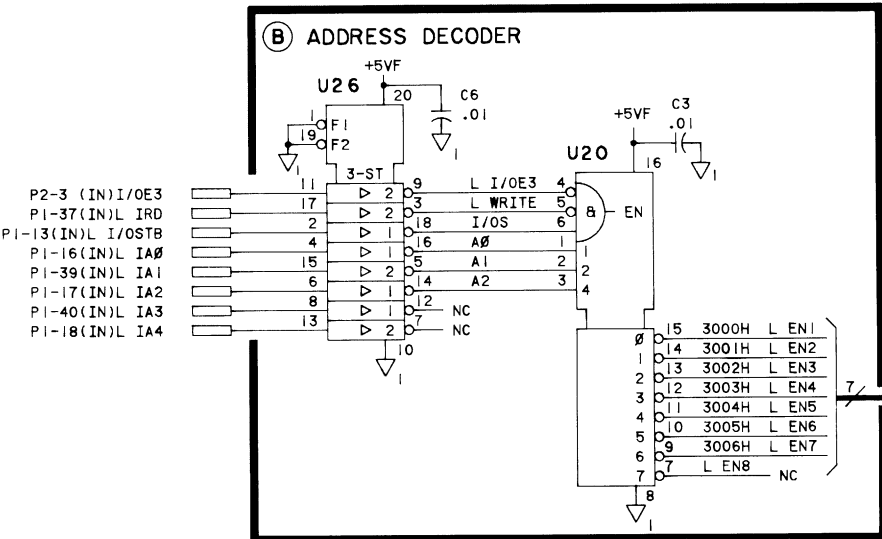 B ADDRESS DECODER
+5VF
U26
20
C6
.01
1
F1
19
F2
1
1
3-ST
+5VF
C3
.01
16
1
U20
P2-3 (IN)I/OE3 11 ▷ 2 9 L I/OE3 4
P1-37(IN)L IRD 17 ▷ 2 3 L WRITE 5
P1-13(IN)L I/OSTB 2 ▷ 1 18 I/OS 6
& EN
P1-16(IN)L IAØ 4 ▷ 1 16 AØ 1 1
P1-39(IN)L IA1 15 ▷ 2 5 A1 2 2
P1-17(IN)L IA2 6 ▷ 1 14 A2 3 4
P1-40(IN)L IA3 8 ▷ 1 12 NC
P1-18(IN)L IA4 13 ▷ 2 7 NC
10
1
Ø 15 3000H L EN1
1 14 3001H L EN2
2 13 3002H L EN3
3 12 3003H L EN4
4 11 3004H L EN5
5 10 3005H L EN6
6 9 3006H L EN7
7 7 L EN8 NC
7
8
1